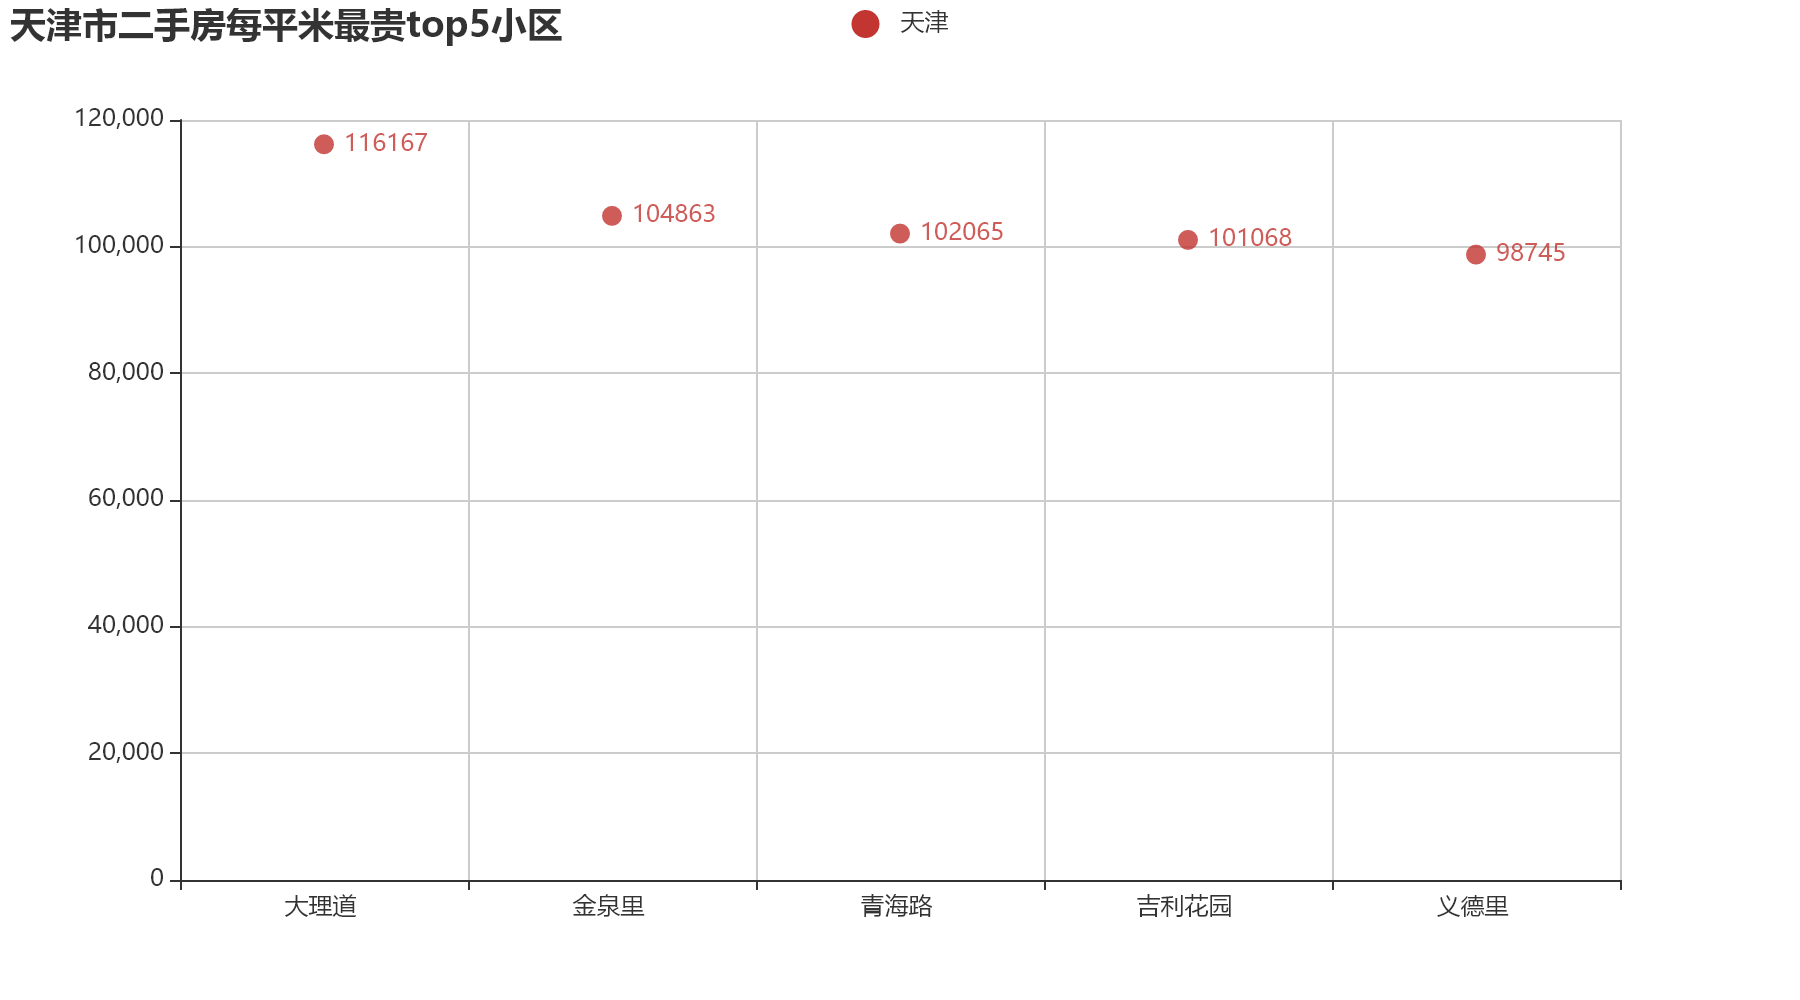 天津市二手房每平米最贵top5小区
天津
120,000
100,000
80,000
60,000
40,000
20,000
0
116167
104863
102065
101068
98745
大理道
金泉里
青海路
吉利花园
义德里